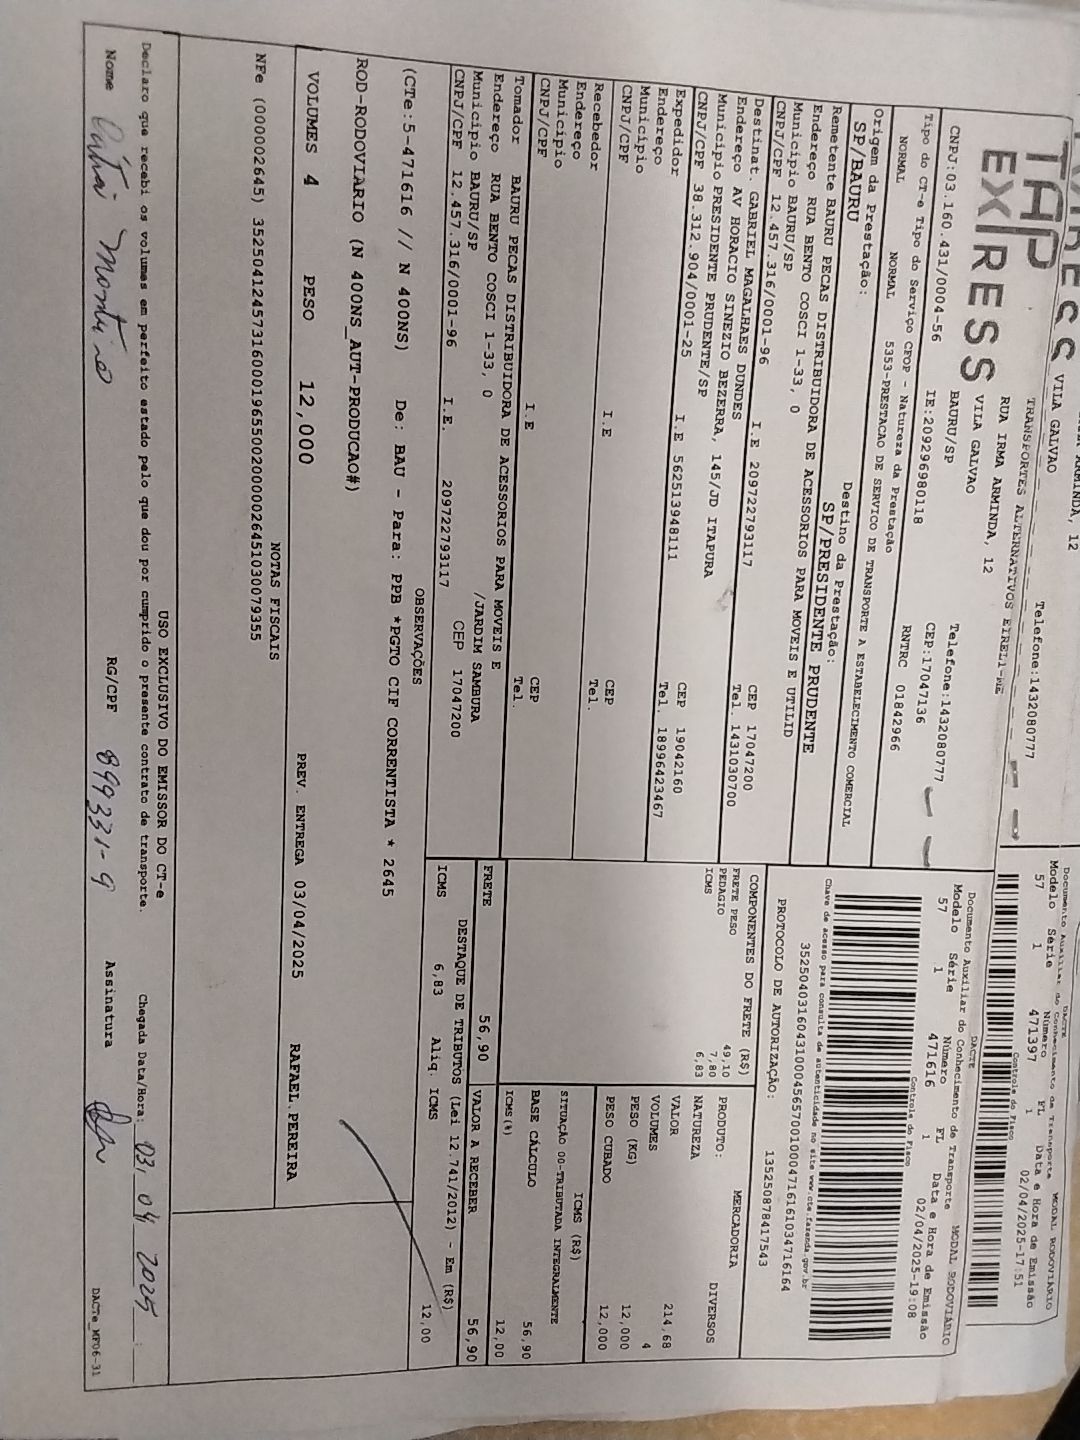 EXPRESS VILA GALVAO
Telefone:1432080777
DACTE
Documento Auxiliar do Conhecimento de Transporte MODAL RODOVIÁRIO
Modelo Série Número FL Data e Hora de Emissão
57 1 471397 1 02/04/2025-17:51
Controle do Fisco
TAP EXPRESS
TRANSPORTES ALTERNATIVOS EIRELI-ME
RUA IRMA ARMINDA, 12
VILA GALVAO
BAURU/SP
Telefone:1432080777
CNPJ:03.160.431/0004-56 IE:209296980118 CEP:17047136
DACTE
Documento Auxiliar do Conhecimento de Transporte MODAL RODOVIÁRIO
Modelo Série Número FL Data e Hora de Emissão
57 1 471616 1 02/04/2025-19:08
Controle do Fisco
Tipo do CT-e Tipo do Serviço CFOP - Natureza da Prestação RNTRC 01842966
NORMAL NORMAL 5353-PRESTACAO DE SERVICO DE TRANSPORTE A ESTABELECIMENTO COMERCIAL
Chave de acesso para consulta de autenticidade no site www.cte.fazenda.gov.br
35250403160431000456570010004716161034716164
PROTOCOLO DE AUTORIZAÇÃO: 135250878417543
Origem da Prestação: Destino da Prestação:
SP/BAURU SP/PRESIDENTE PRUDENTE
Remetente BAURU PECAS DISTRIBUIDORA DE ACESSORIOS PARA MOVEIS E UTILID
Endereço RUA BENTO COSCI 1-33, 0
Município BAURU/SP CEP 17047200
CNPJ/CPF 12.457.316/0001-96 I.E 209722793117 Tel. 1431030700
Destinat. GABRIEL MAGALHAES DUNDES
Endereço AV HORACIO SINEZIO BEZERRA, 145/JD ITAPURA
Município PRESIDENTE PRUDENTE/SP CEP 19042160
CNPJ/CPF 38.312.904/0001-25 I.E 562513948111 Tel. 18996423467
Expedidor
Endereço
Município CEP
CNPJ/CPF I.E Tel.
Recebedor
Endereço
Município CEP
CNPJ/CPF I.E Tel.
Tomador BAURU PECAS DISTRIBUIDORA DE ACESSORIOS PARA MOVEIS E
Endereço RUA BENTO COSCI 1-33, 0 /JARDIM SAMBURA
Município BAURU/SP CEP 17047200
CNPJ/CPF 12.457.316/0001-96 I.E. 209722793117
COMPONENTES DO FRETE (R$)
FRETE PESO 49,10
PEDAGIO 7,80
ICMS 6,83
PRODUTO: MERCADORIA
NATUREZA DIVERSOS
VALOR 214,68
VOLUMES 4
PESO (KG) 12,000
PESO CUBADO 12,000
ICMS (R$)
SITUAÇÃO 00-TRIBUTADA INTEGRALMENTE
BASE CÁLCULO 56,90
ICMS (%) 12,00
FRETE 56,90 VALOR A RECEBER 56,90
DESTAQUE DE TRIBUTOS (Lei 12.741/2012) - Em (R$)
ICMS 6,83 Aliq. ICMS 12,00
OBSERVAÇÕES
(CTe:5-471616 // N 400NS) De: BAU - Para: PPB *PGTO CIF CORRENTISTA * 2645
ROD-RODOVIARIO (N 400NS_AUT-PRODUCAO#)
VOLUMES 4 PESO 12,000 PREV. ENTREGA 03/04/2025 RAFAEL.PEREIRA
NOTAS FISCAIS
NFe (000002645) 35250412457316000196550020000026451030079355
USO EXCLUSIVO DO EMISSOR DO CT-e
Declaro que recebi os volumes em perfeito estado pelo que dou por cumprido o presente contrato de transporte. Chegada Data/Hora: 03/04/2025 :
Nome RG/CPF 899331-9 Assinatura
DACTe_MF06-31